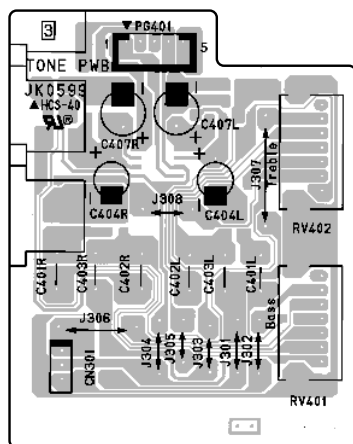 3
PG401
1 5
TONE PWB
JK0599
HCS-40
C407R
C407L
J307
Treble
C404R
J308
C404L
RV402
C401R
C403R
C402R
C402L
C403L
C401L
Bass
J306
CN301
J304
J305
J303
J301
J302
RV401